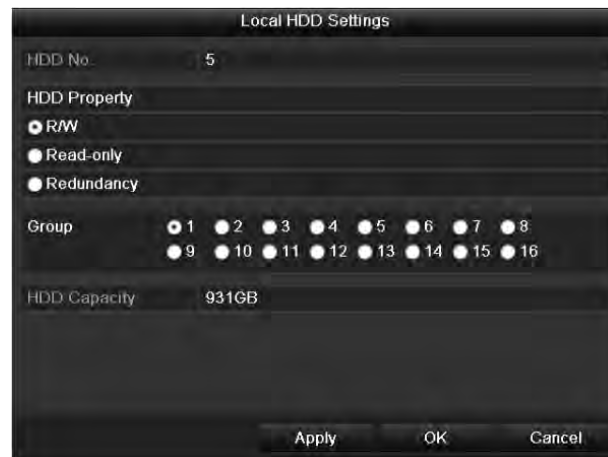 Local HDD Settings
HDD No. 5
HDD Property
R/W
Read-only
Redundancy
Group 1 2 3 4 5 6 7 8
9 10 11 12 13 14 15 16
HDD Capacity 931GB
Apply OK Cancel